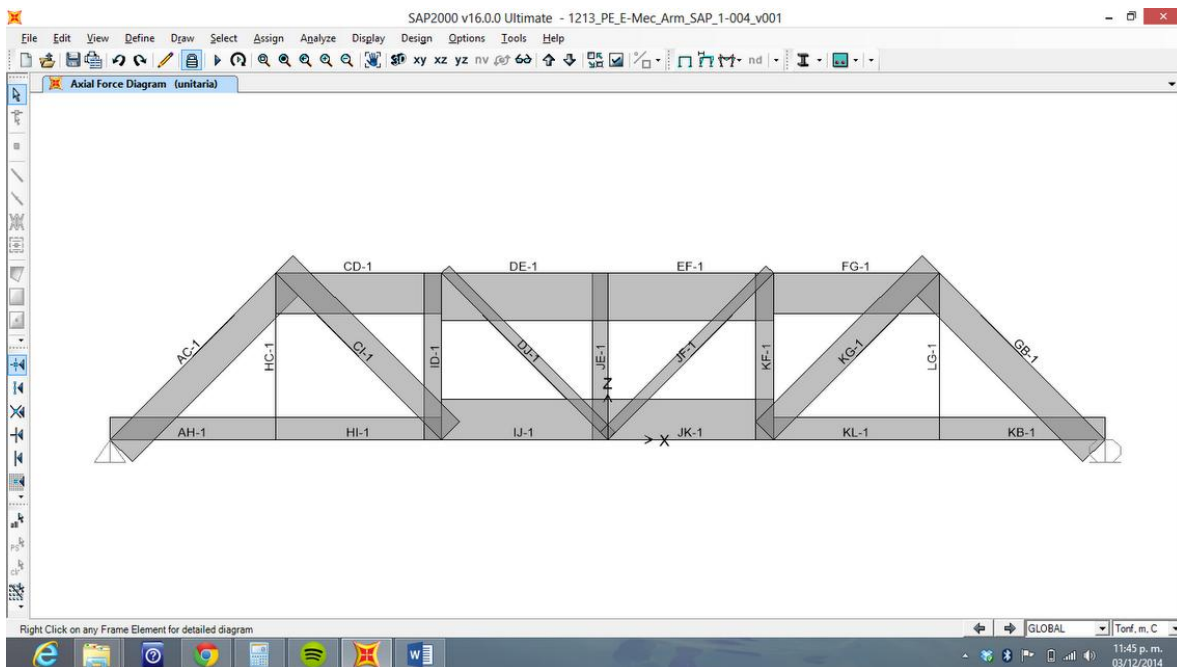 SAP2000 v16.0.0 Ultimate - 1213_PE_E-Mec_Arm_SAP_1-004_v001
File Edit View Define Draw Select Assign Analyze Display Design Options Tools Help
3D xy xz yz nv nd
Axial Force Diagram (unitaria)
CD-1 DE-1 EF-1 FG-1
AC-1 HC-1 CI-1 ID-1 DJ-1 JE-1 JF-1 KF-1 KG-1 LG-1 GB-1
Z
X
AH-1 HI-1 IJ-1 JK-1 KL-1 KB-1
Right Click on any Frame Element for detailed diagram
GLOBAL Tonf, m, C
11:45 p. m.
03/12/2014